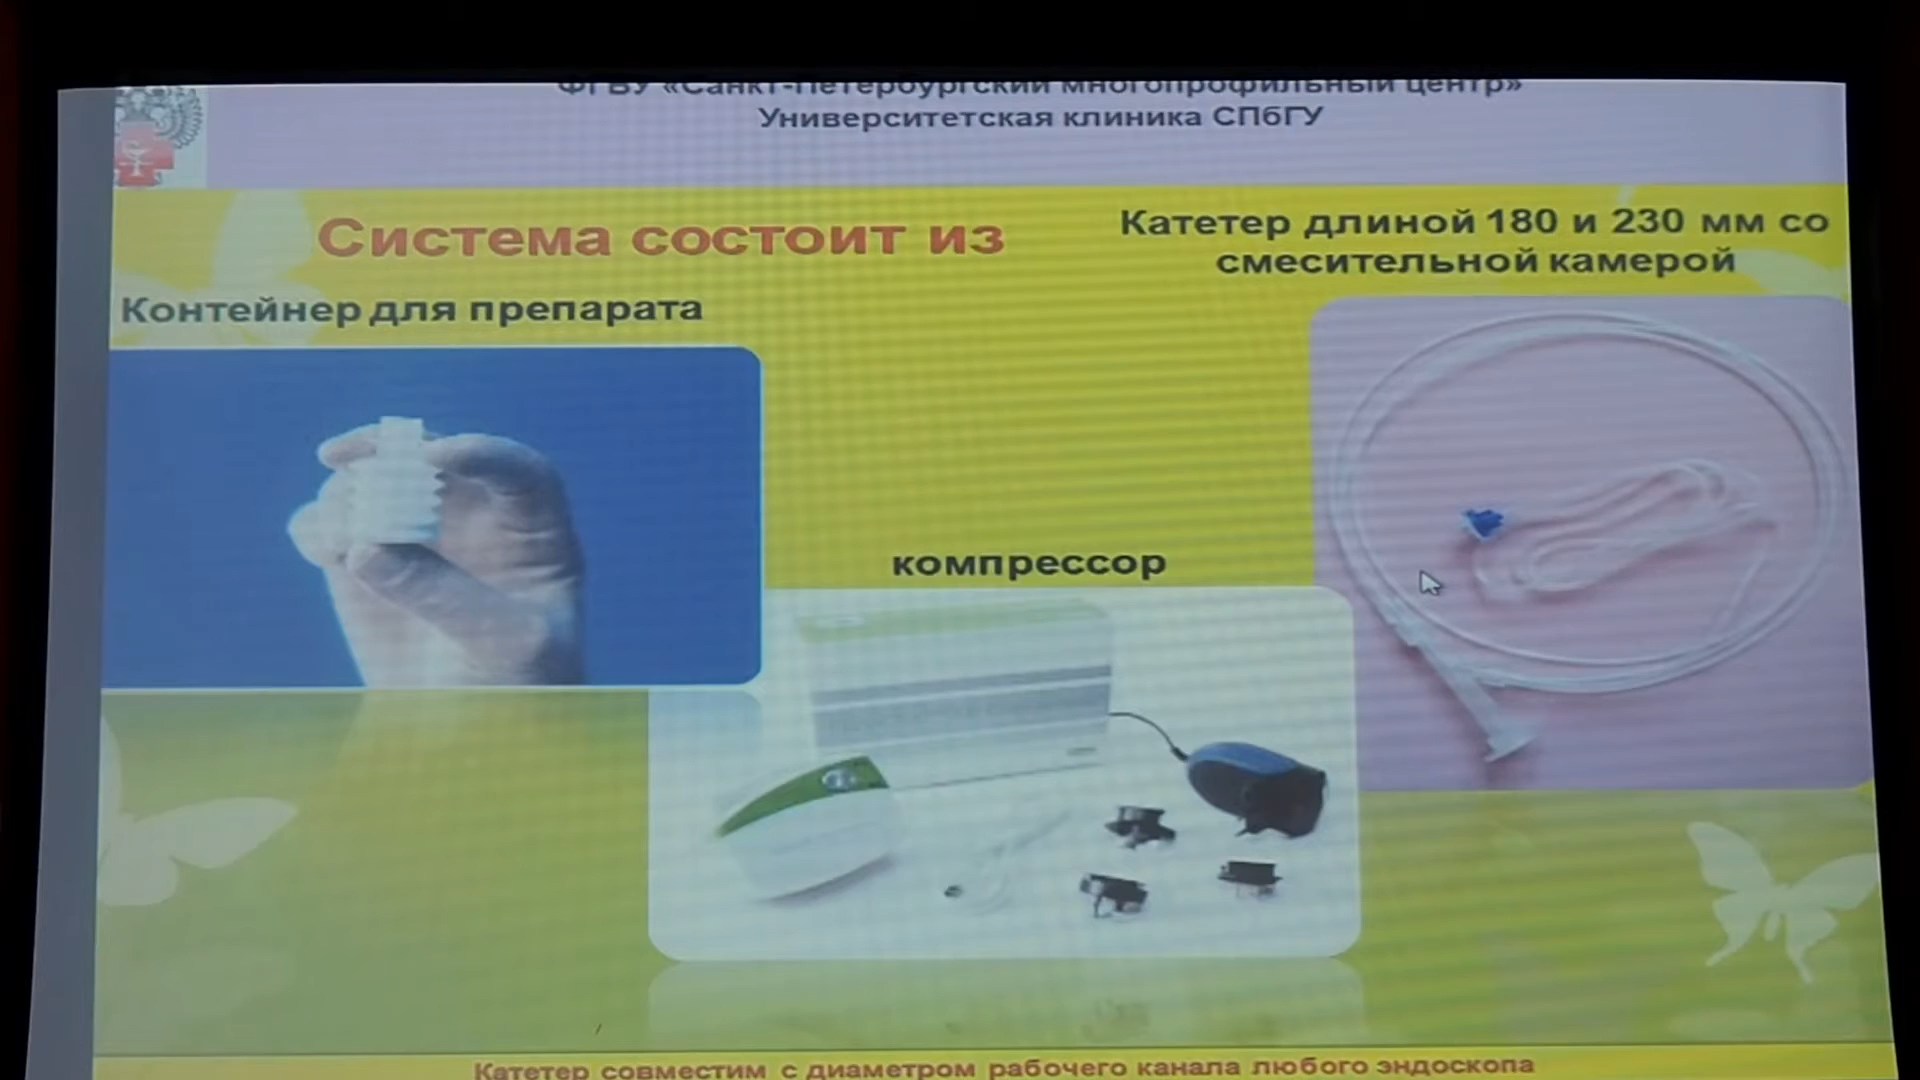 ФГБУ «Санкт-Петербургский многопрофильный центр»
Университетская клиника СПбГУ
Система состоит из
Катетер длиной 180 и 230 мм со
смесительной камерой
Контейнер для препарата
компрессор
Катетер совместим с диаметром рабочего канала любого эндоскопа